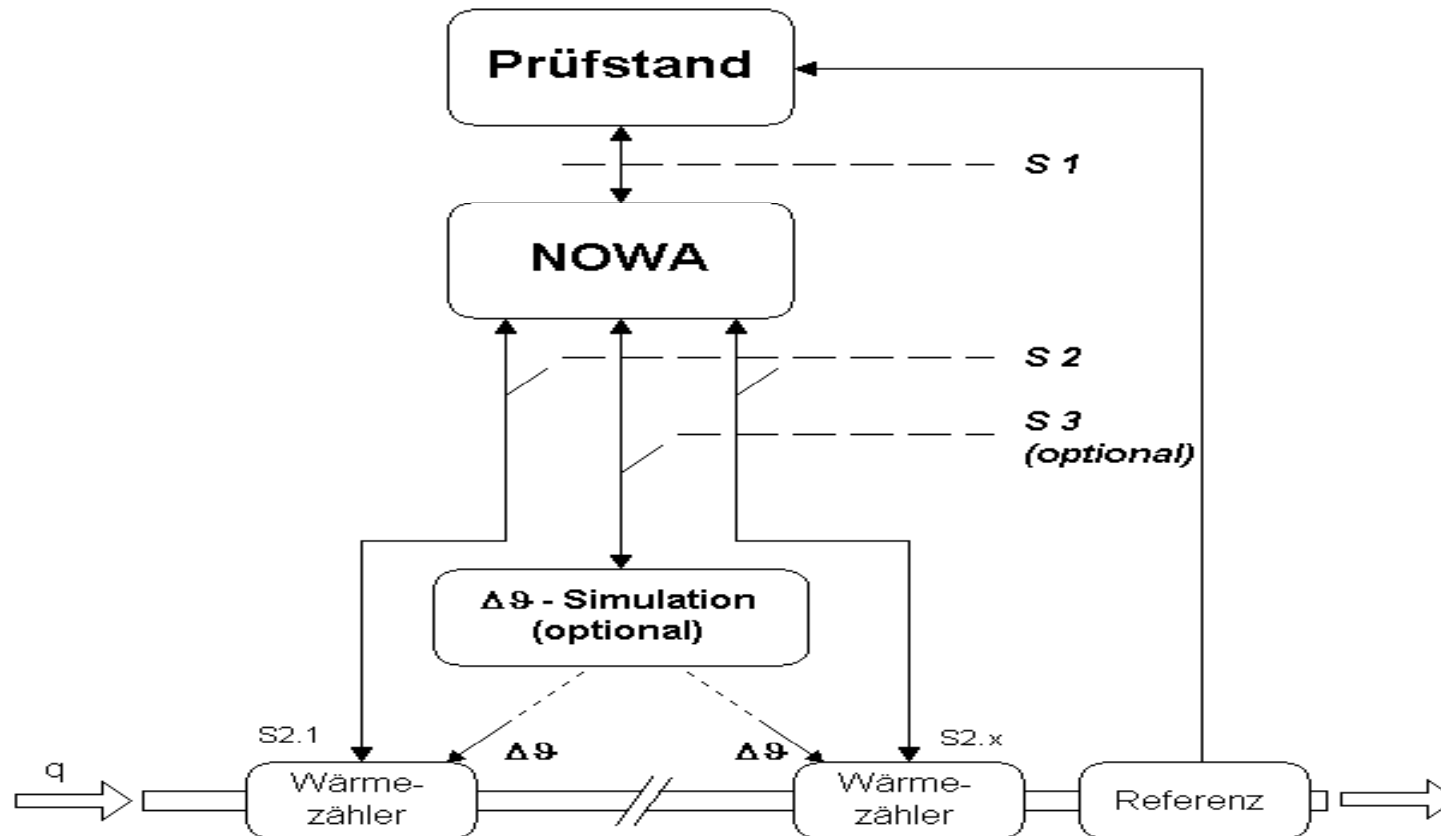 Prüfstand
S 1
NOWA
S 2
S 3
(optional)
Δϑ - Simulation
(optional)
S2.1
Δϑ
Δϑ
S2.x
q
Wärme-
zähler
Wärme-
zähler
Referenz